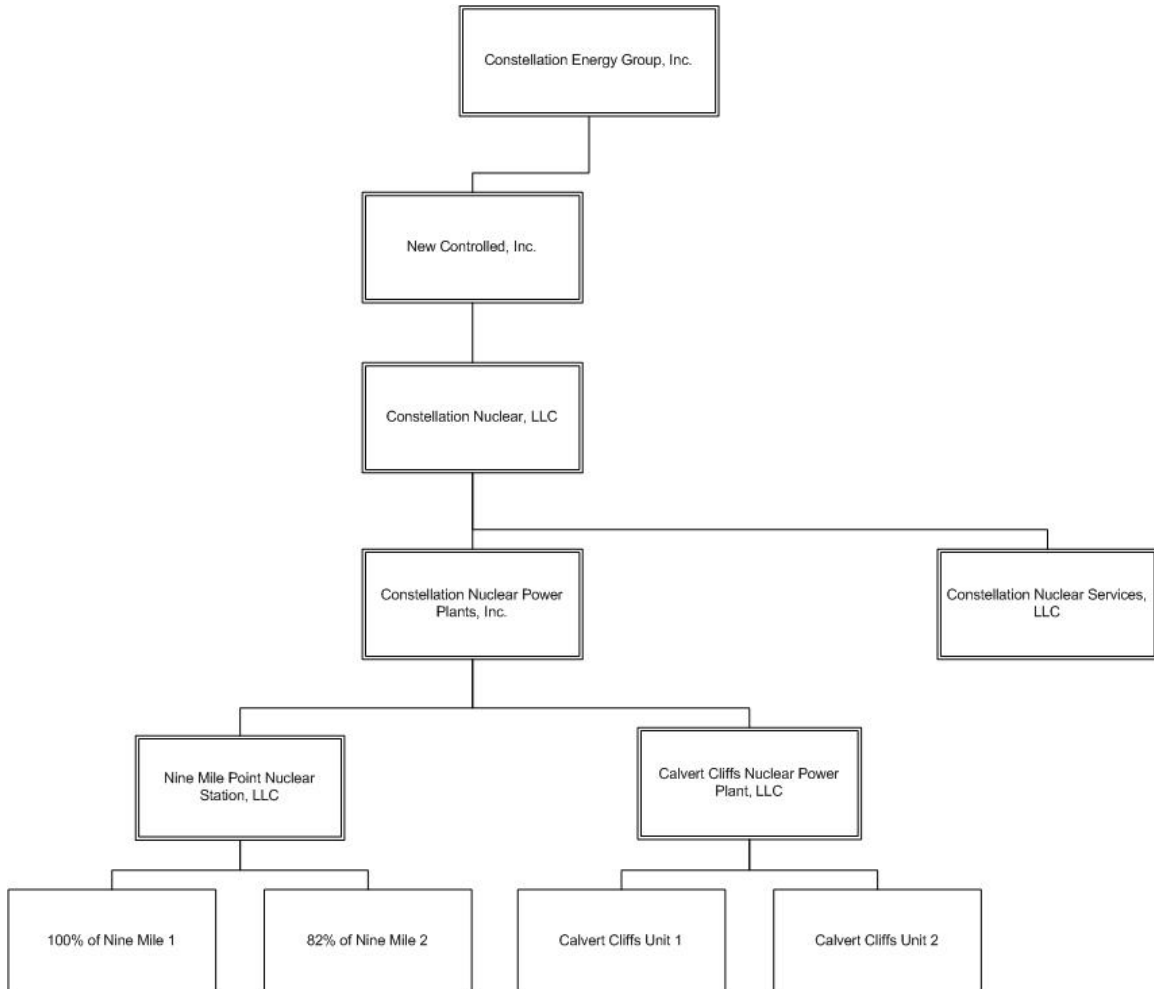 Constellation Energy Group, Inc.
New Controlled, Inc.
Constellation Nuclear, LLC
Constellation Nuclear Power
Plants, Inc.
Constellation Nuclear Services,
LLC
Nine Mile Point Nuclear
Station, LLC
Calvert Cliffs Nuclear Power
Plant, LLC
100% of Nine Mile 1
82% of Nine Mile 2
Calvert Cliffs Unit 1
Calvert Cliffs Unit 2